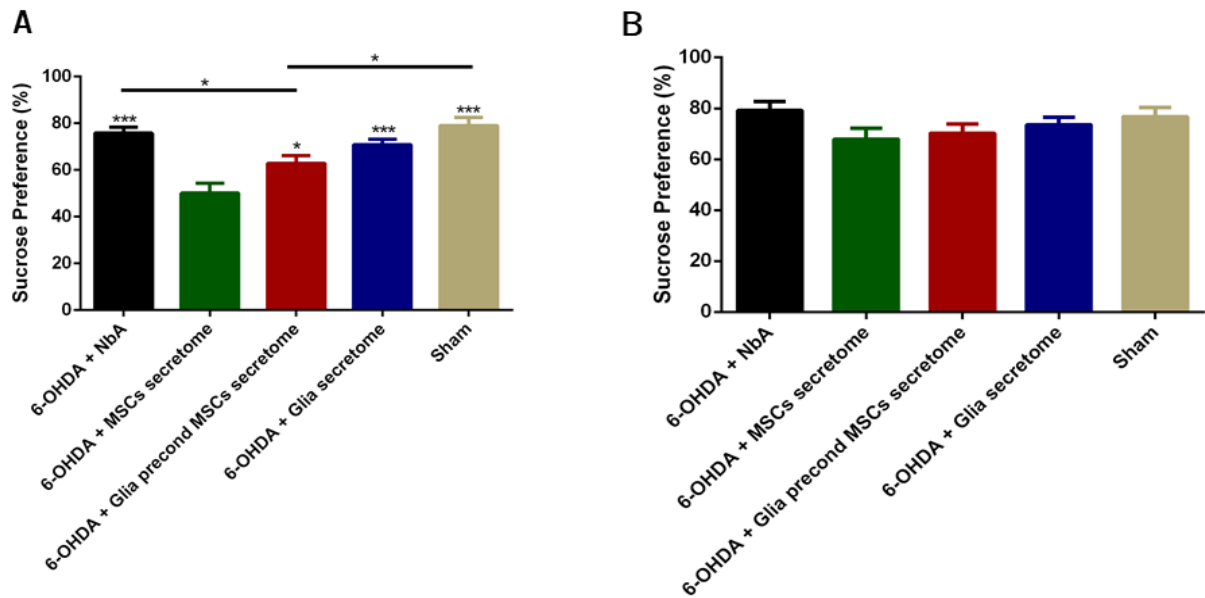 A
Sucrose Preference (%)
100
80
60
40
20
0
*
*
***
*
***
***
6-OHDA + NbA
6-OHDA + MSCs secretome
6-OHDA + Glia precond MSCs secretome
6-OHDA + Glia secretome
Sham
B
Sucrose Preference (%)
100
80
60
40
20
0
6-OHDA + NbA
6-OHDA + MSCs secretome
6-OHDA + Glia precond MSCs secretome
6-OHDA + Glia secretome
Sham